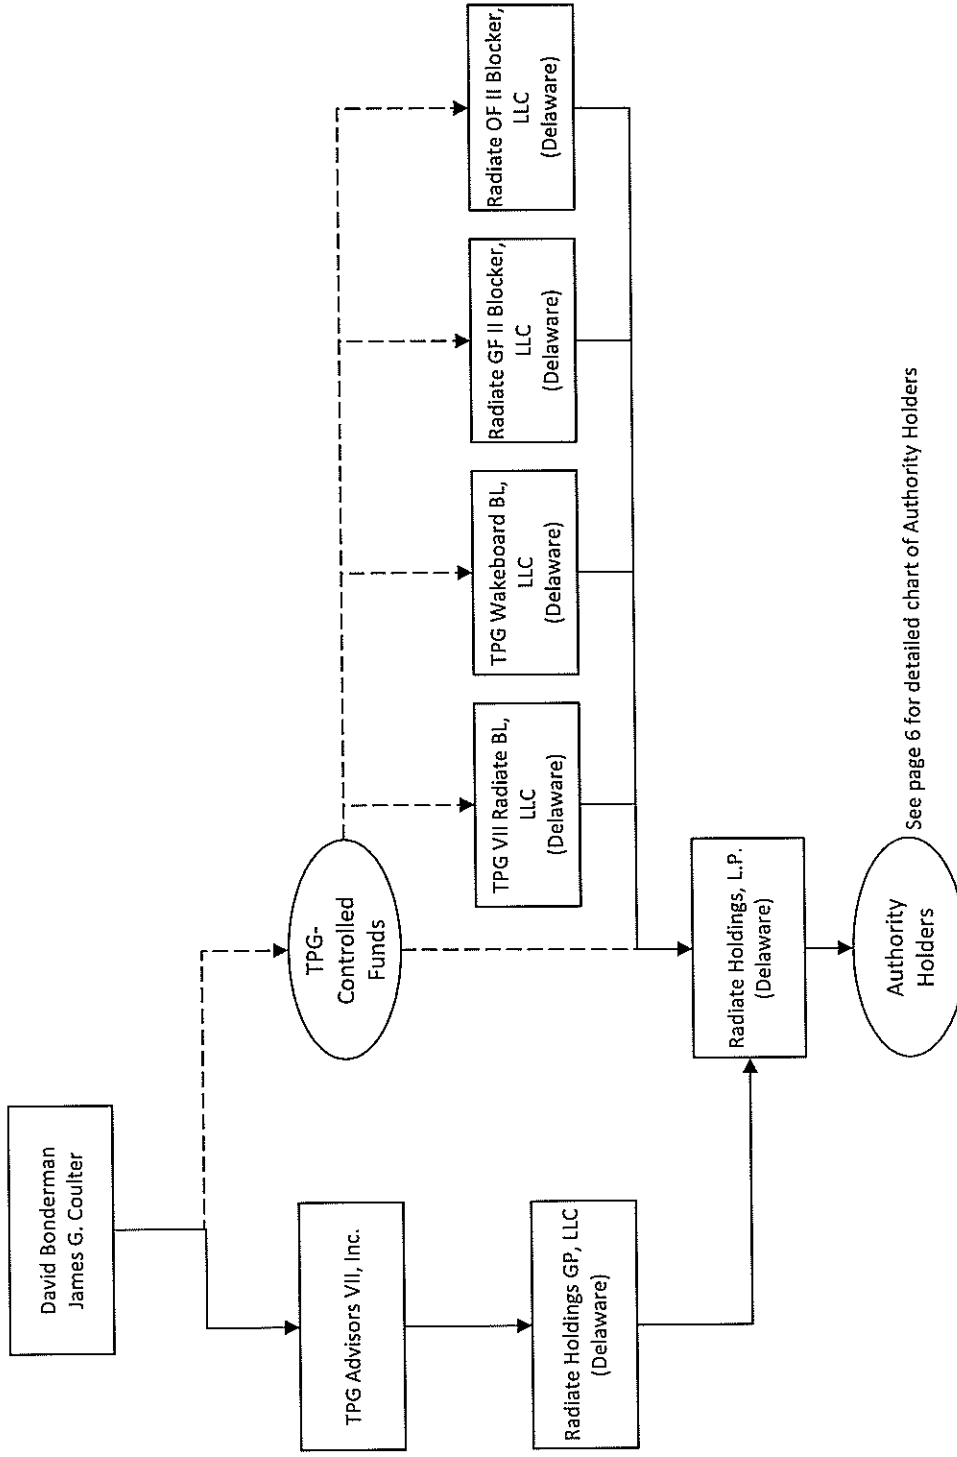 David Bonderman
James G. Coulter
TPG-
Controlled
Funds
TPG Advisors VII, Inc.
TPG VII Radiate BL,
LLC
(Delaware)
TPG Wakeboard BL,
LLC
(Delaware)
Radiate GF II Blocker,
LLC
(Delaware)
Radiate OF II Blocker,
LLC
(Delaware)
Radiate Holdings GP, LLC
(Delaware)
Radiate Holdings, L.P.
(Delaware)
Authority
Holders
See page 6 for detailed chart of Authority Holders